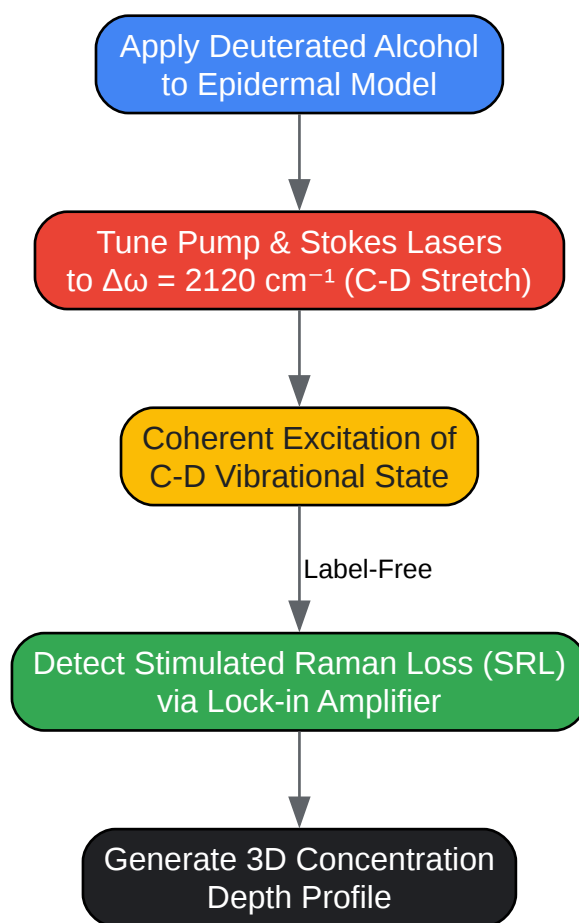 Apply Deuterated Alcohol
to Epidermal Model
Tune Pump & Stokes Lasers
to Δω = 2120 cm⁻¹ (C-D Stretch)
Coherent Excitation of
C-D Vibrational State
Label-Free
Detect Stimulated Raman Loss (SRL)
via Lock-in Amplifier
Generate 3D Concentration
Depth Profile